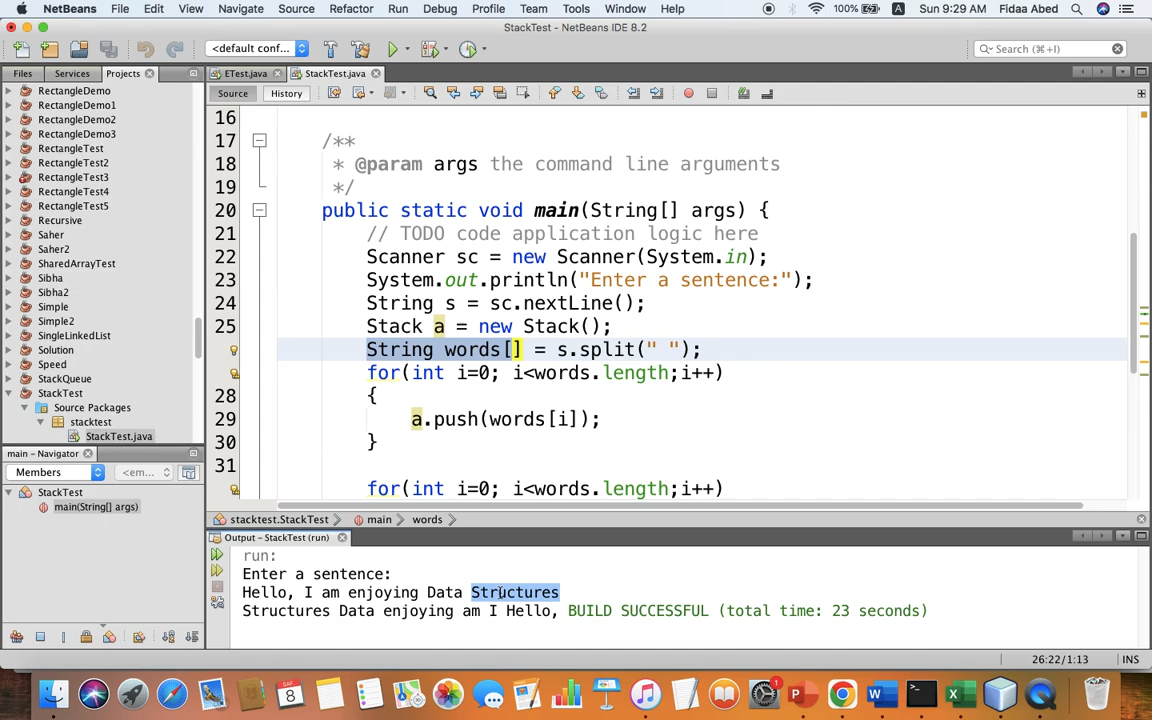 NetBeans File Edit View Navigate Source Refactor Run Debug Profile Team Tools Window Help 100% A Sun 9:29 AM Fidaa Abed
StackTest - NetBeans IDE 8.2
<default conf... Search (⌘+I)
Files Services Projects
ETest.java StackTest.java
Source History
RectangleDemo
RectangleDemo1
RectangleDemo2
RectangleDemo3
RectangleTest
RectangleTest2
RectangleTest3
RectangleTest4
RectangleTest5
Recursive
Saher
Saher2
SharedArrayTest
Sibha
Sibha2
Simple
Simple2
SingleLinkedList
Solution
Speed
StackQueue
StackTest
Source Packages
stacktest
StackTest.java
main - Navigator
Members <em...
StackTest
main(String[] args)
16
17 /**
18 * @param args the command line arguments
19 */
20 public static void main(String[] args) {
21 // TODO code application logic here
22 Scanner sc = new Scanner(System.in);
23 System.out.println("Enter a sentence:");
24 String s = sc.nextLine();
25 Stack a = new Stack();
String words[] = s.split(" ");
for(int i=0; i<words.length;i++)
28 {
29 a.push(words[i]);
30 }
31
for(int i=0; i<words.length;i++)
stacktest.StackTest main words
Output - StackTest (run)
run:
Enter a sentence:
Hello, I am enjoying Data Structures
Structures Data enjoying am I Hello, BUILD SUCCESSFUL (total time: 23 seconds)
26:22/1:13 INS
SAT
8
1